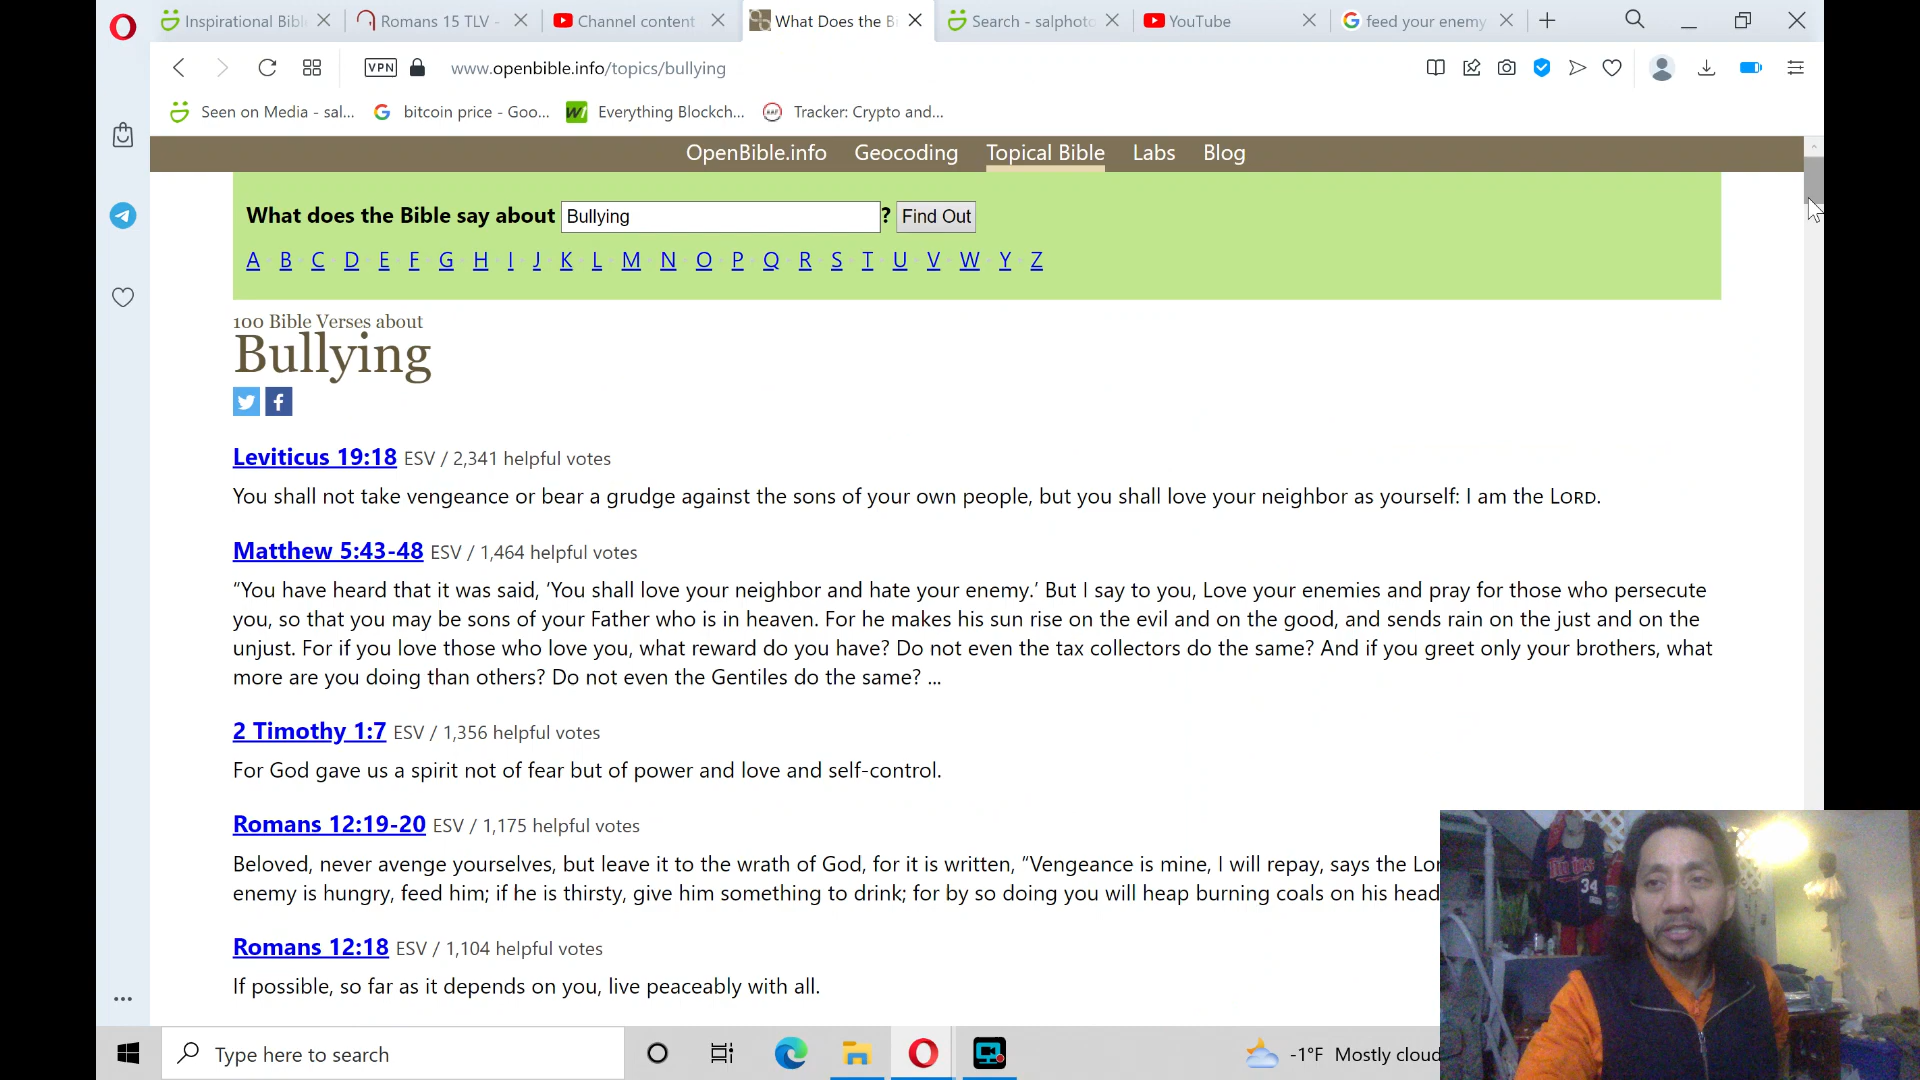 Inspirational Bibl
Romans 15 TLV -
Channel content
What Does the B
Search - salphoto
YouTube
feed your enemy
VPN
www.openbible.info/topics/bullying
Seen on Media - sal...
bitcoin price - Goo...
Everything Blockch...
Tracker: Crypto and...
OpenBible.info Geocoding Topical Bible Labs Blog
What does the Bible say about Bullying ? Find Out
A B C D E F G H I J K L M N O P Q R S T U V W Y Z
100 Bible Verses about
Bullying
Leviticus 19:18 ESV / 2,341 helpful votes
You shall not take vengeance or bear a grudge against the sons of your own people, but you shall love your neighbor as yourself: I am the LORD.
Matthew 5:43-48 ESV / 1,464 helpful votes
“You have heard that it was said, ‘You shall love your neighbor and hate your enemy.’ But I say to you, Love your enemies and pray for those who persecute
you, so that you may be sons of your Father who is in heaven. For he makes his sun rise on the evil and on the good, and sends rain on the just and on the
unjust. For if you love those who love you, what reward do you have? Do not even the tax collectors do the same? And if you greet only your brothers, what
more are you doing than others? Do not even the Gentiles do the same? ...
2 Timothy 1:7 ESV / 1,356 helpful votes
For God gave us a spirit not of fear but of power and love and self-control.
Romans 12:19-20 ESV / 1,175 helpful votes
Beloved, never avenge yourselves, but leave it to the wrath of God, for it is written, “Vengeance is mine, I will repay, says the Lor
enemy is hungry, feed him; if he is thirsty, give him something to drink; for by so doing you will heap burning coals on his head
Romans 12:18 ESV / 1,104 helpful votes
If possible, so far as it depends on you, live peaceably with all.
34
Type here to search
-1°F Mostly cloud